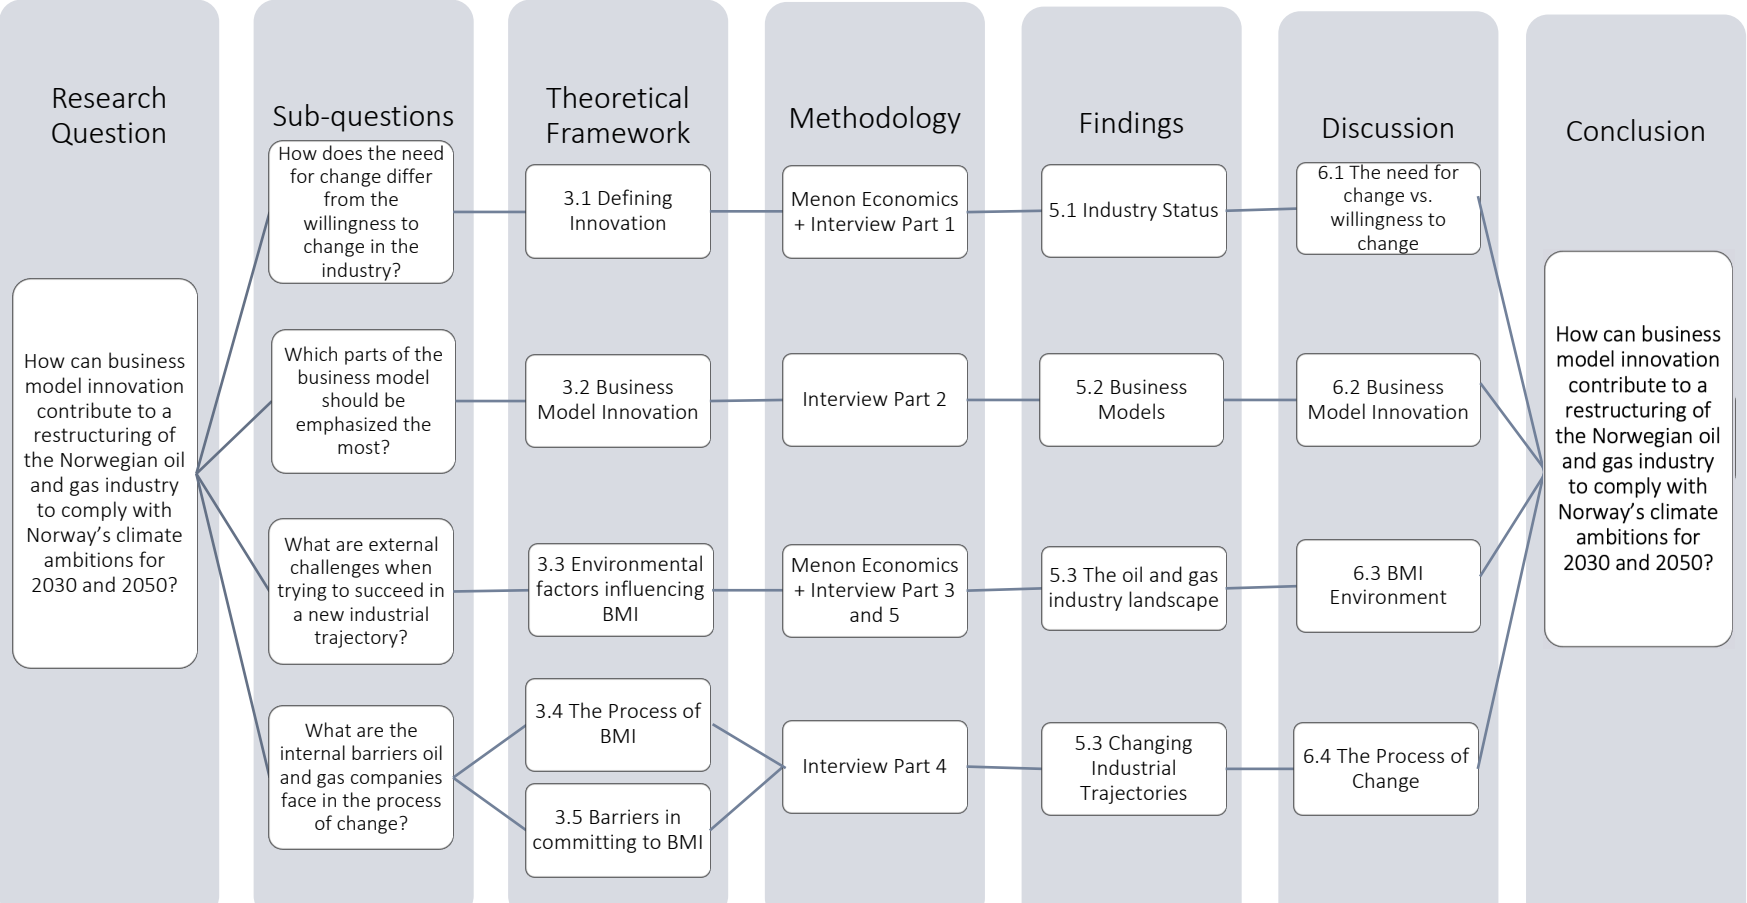 Research
Question
How can business
model innovation
contribute to a
restructuring of
the Norwegian oil
and gas industry
to comply with
Norway’s climate
ambitions for
2030 and 2050?
Sub-questions
How does the need
for change differ
from the
willingness to
change in the
industry?
Which parts of the
business model
should be
emphasized the
most?
What are external
challenges when
trying to succeed in
a new industrial
trajectory?
What are the
internal barriers oil
and gas companies
face in the process
of change?
Theoretical
Framework
3.1 Defining
Innovation
3.2 Business
Model Innovation
3.3 Environmental
factors influencing
BMI
3.4 The Process of
BMI
3.5 Barriers in
committing to BMI
Methodology
Menon Economics
+ Interview Part 1
Interview Part 2
Menon Economics
+ Interview Part 3
and 5
Interview Part 4
Findings
5.1 Industry Status
5.2 Business
Models
5.3 The oil and gas
industry landscape
5.3 Changing
Industrial
Trajectories
Discussion
6.1 The need for
change vs.
willingness to
change
6.2 Business
Model Innovation
6.3 BMI
Environment
6.4 The Process of
Change
Conclusion
How can business
model innovation
contribute to a
restructuring of
the Norwegian oil
and gas industry
to comply with
Norway’s climate
ambitions for
2030 and 2050?